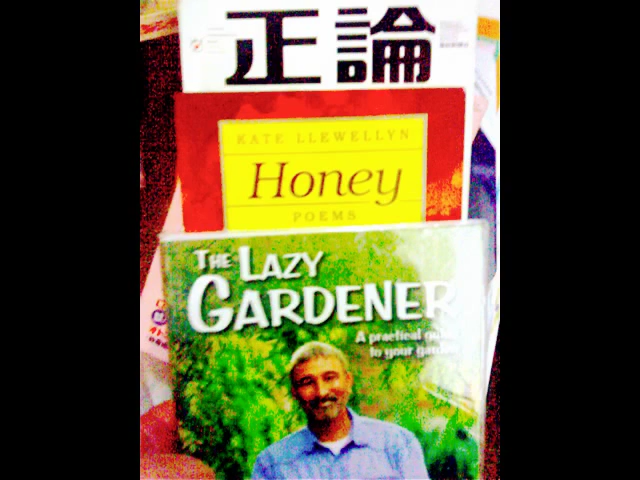 正論
KATE LLEWELLYN
Honey
POEMS
THE LAZY
GARDENER
A practical
to your